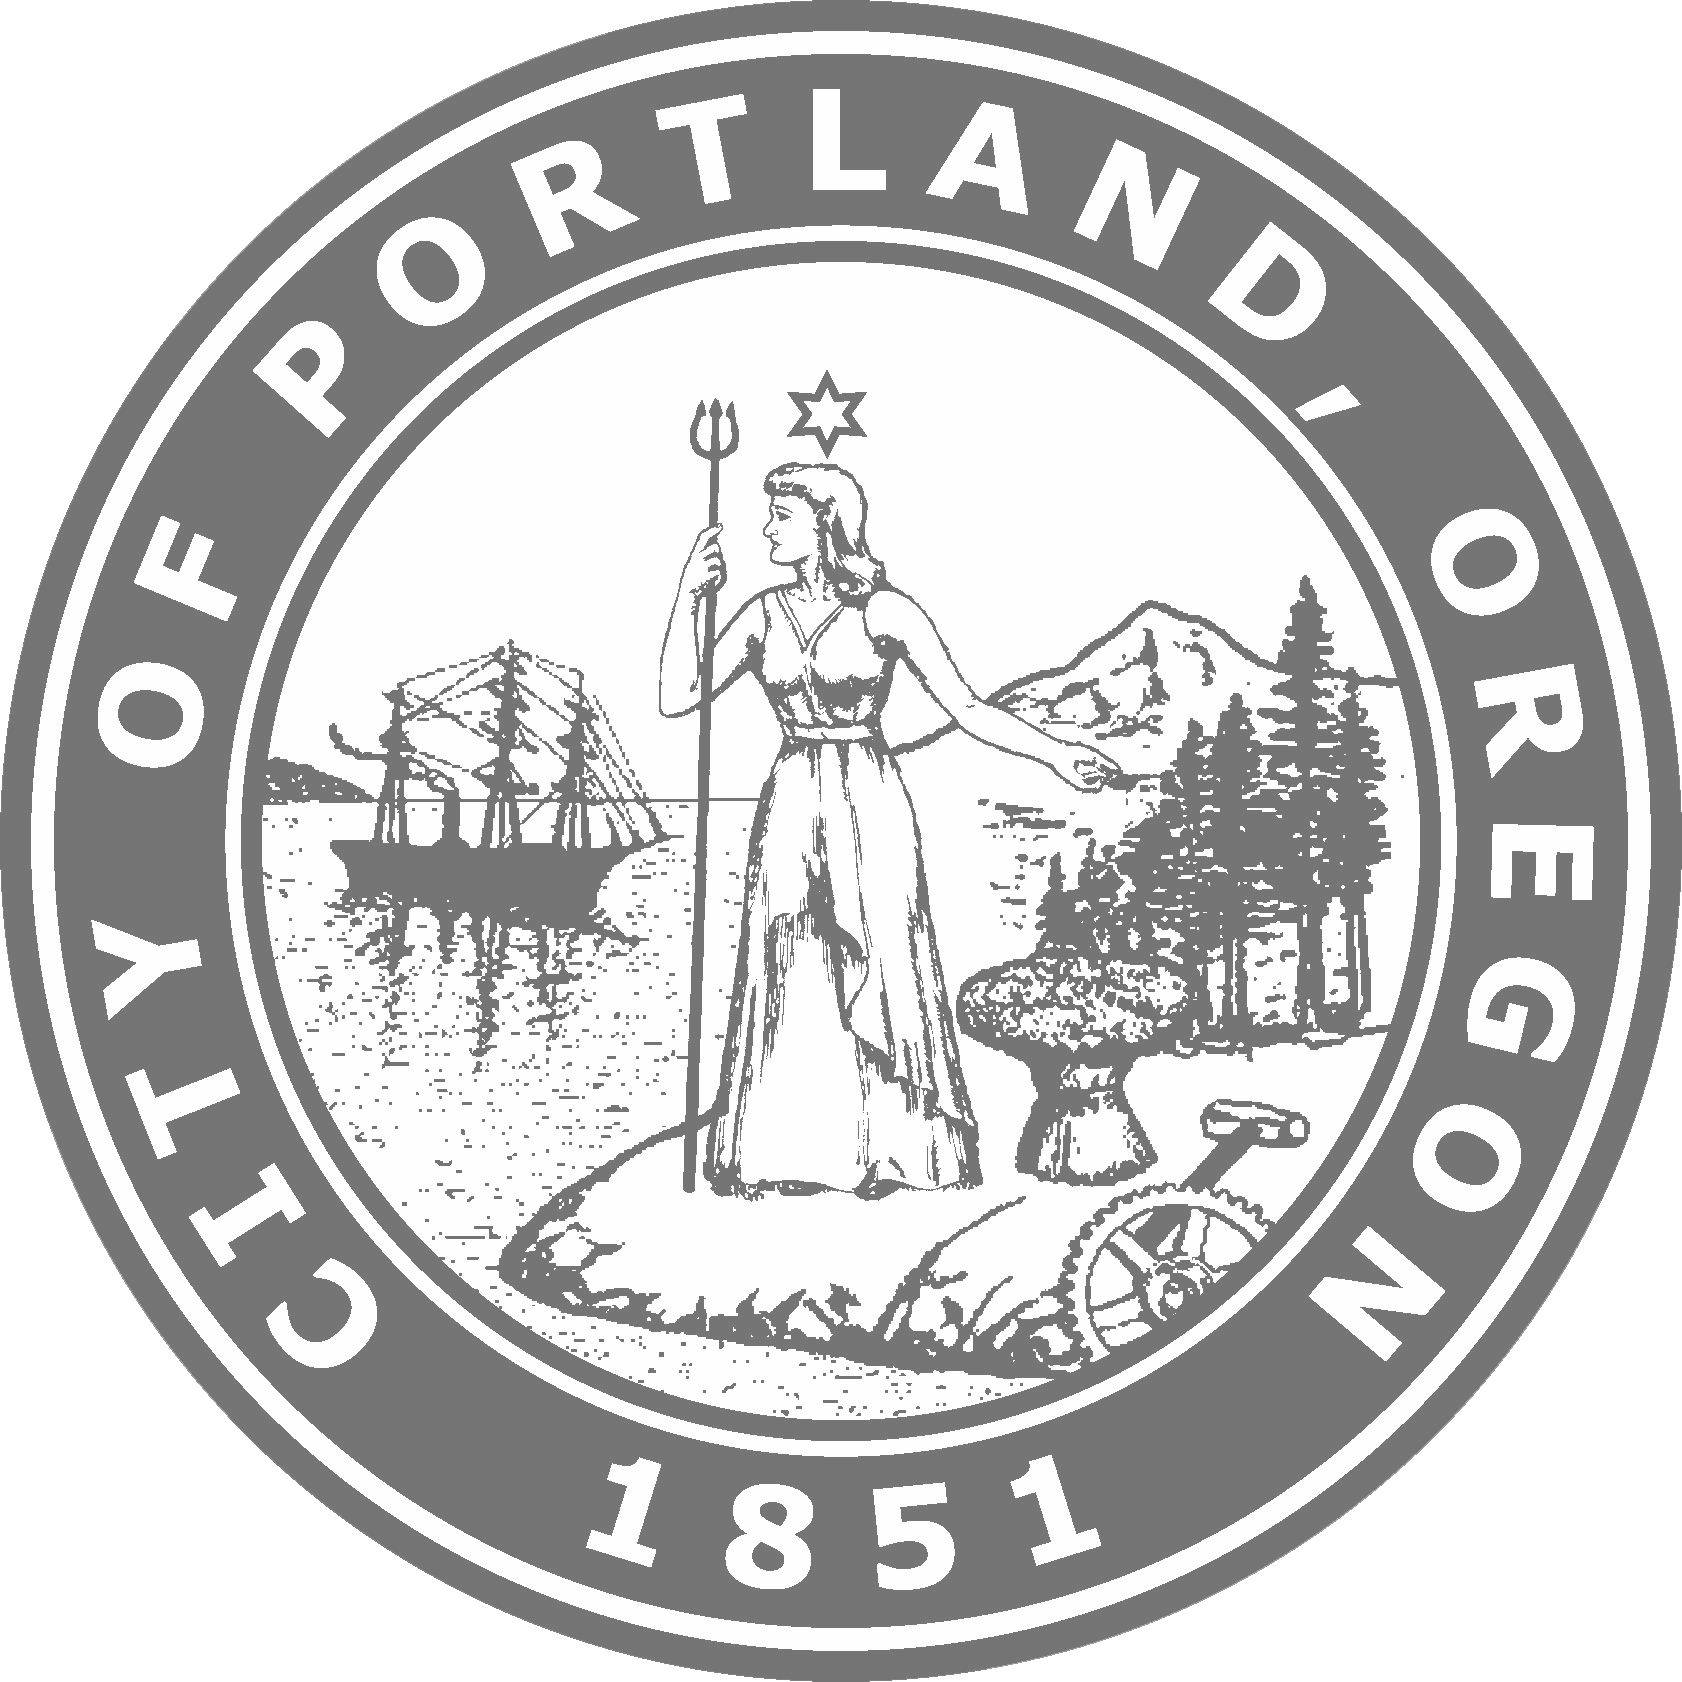 CITY OF PORTLAND, OREGON
1851